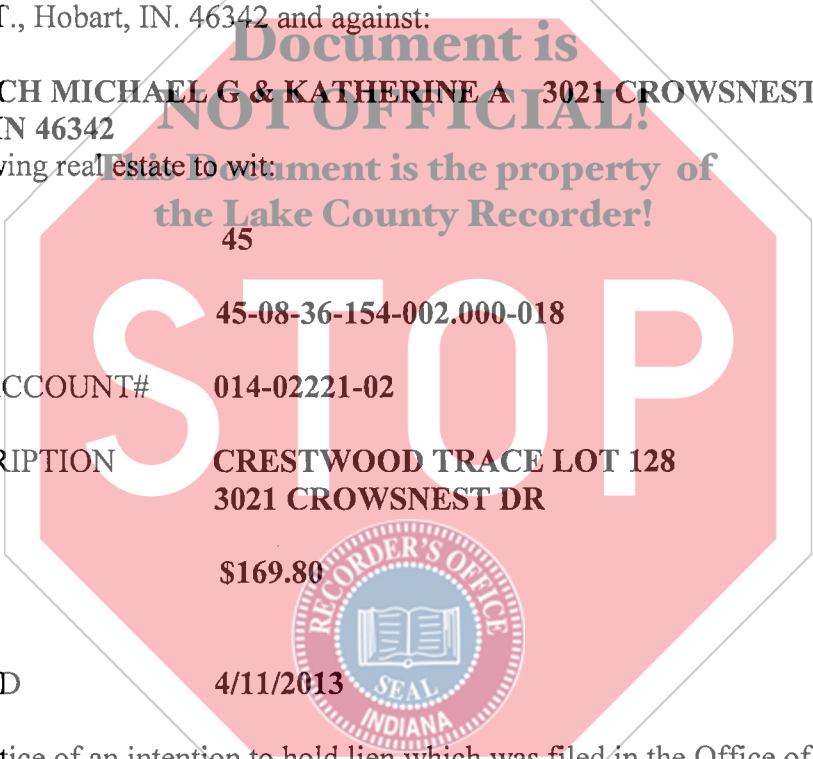 T., Hobart, IN. 46342 and against:
Document is
CH MICHAEL G & KATHERINE A 3021 CROWSNEST
NOT OFFICIAL!
IN 46342
ving real estate to wit:
This Document is the property of
the Lake County Recorder!
45
STOP
45-08-36-154-002.000-018
CCOUNT# 014-02221-02
RIPTION CRESTWOOD TRACE LOT 128
3021 CROWSNEST DR
$169.80
RECORDER'S OFFICE
SEAL
INDIANA
D 4/11/2013
tice of an intention to hold lien which was filed in the Office of